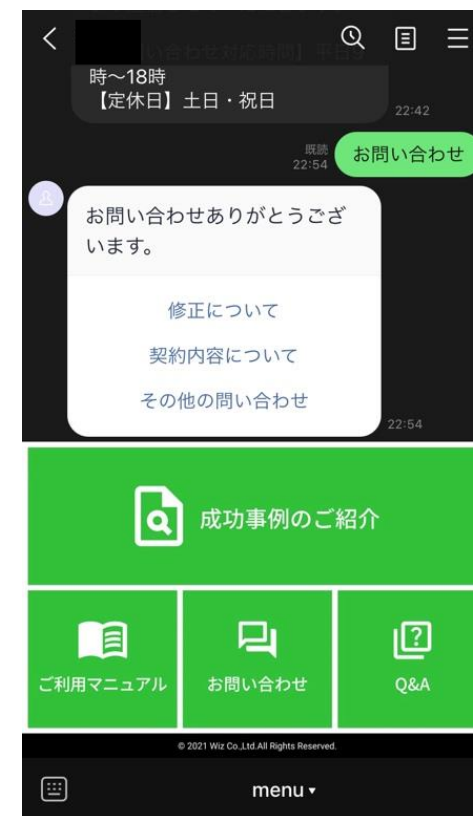 時~18時
【定休日】土日・祝日
22:42
既読
22:54
お問い合わせ
お問い合わせありがとうござ
います。
修正について
契約内容について
その他の問い合わせ
22:54
成功事例のご紹介
ご利用マニュアル
お問い合わせ
Q&A
© 2021 Wiz Co.,Ltd.All Rights Reserved.
menu ▾